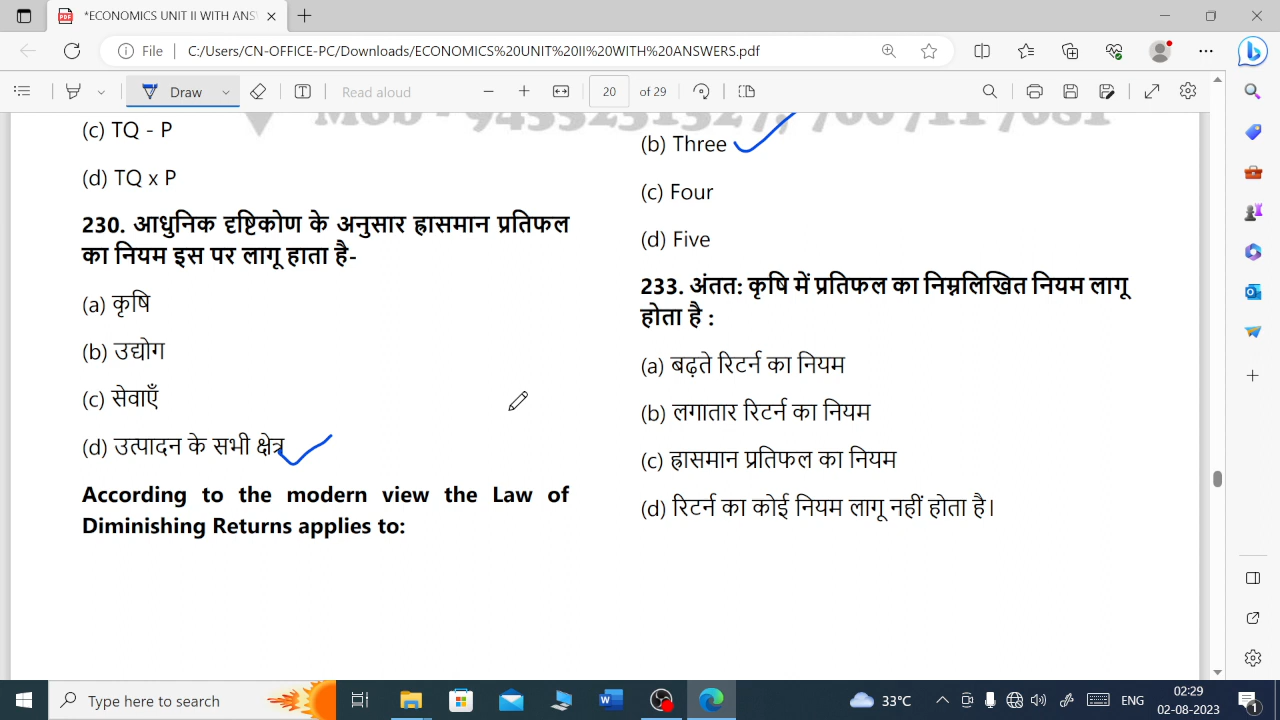 *ECONOMICS UNIT II WITH ANS
File
C:/Users/CN-OFFICE-PC/Downloads/ECONOMICS%20UNIT%20II%20WITH%20ANSWERS.pdf
Draw
Read aloud
20
of 29
(c) TQ - P
(d) TQ x P
230. आधुनिक दृष्टिकोण के अनुसार ह्रासमान प्रतिफल
का नियम इस पर लागू हाता है-
(a) कृषि
(b) उद्योग
(c) सेवाएँ
(d) उत्पादन के सभी क्षेत्र
According to the modern view the Law of
Diminishing Returns applies to:
(b) Three
(c) Four
(d) Five
233. अंतत: कृषि में प्रतिफल का निम्नलिखित नियम लागू
होता है :
(a) बढ़ते रिटर्न का नियम
(b) लगातार रिटर्न का नियम
(c) ह्रासमान प्रतिफल का नियम
(d) रिटर्न का कोई नियम लागू नहीं होता है।
Type here to search
33°C
ENG
02:29
02-08-2023